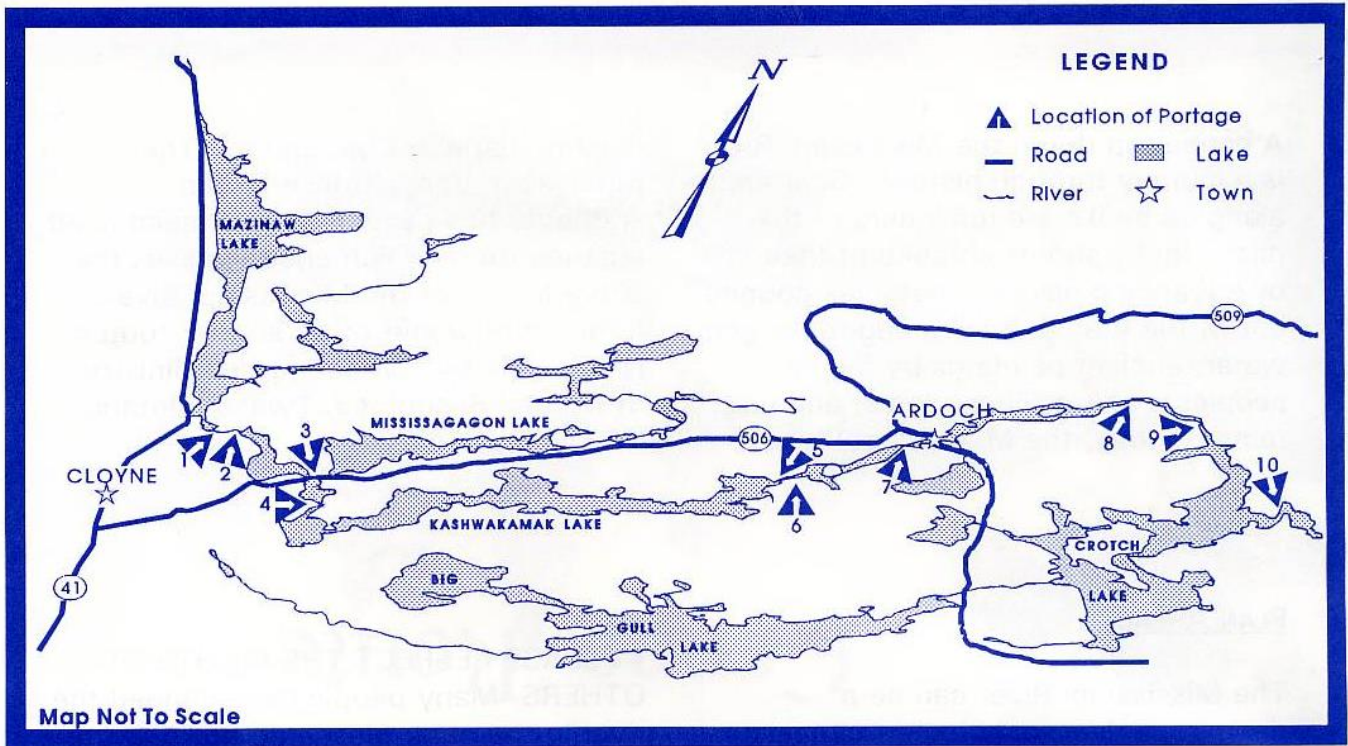 N
LEGEND
Location of Portage
Road
Lake
River
Town
MAZINAW
LAKE
509
ARDOCH
MISSISSAGAGON LAKE
506
3
5
1
2
8
9
CLOYNE
4
7
10
KASHWAKAMAK LAKE
6
CROTCH
LAKE
41
BIG
GULL
LAKE
Map Not To Scale